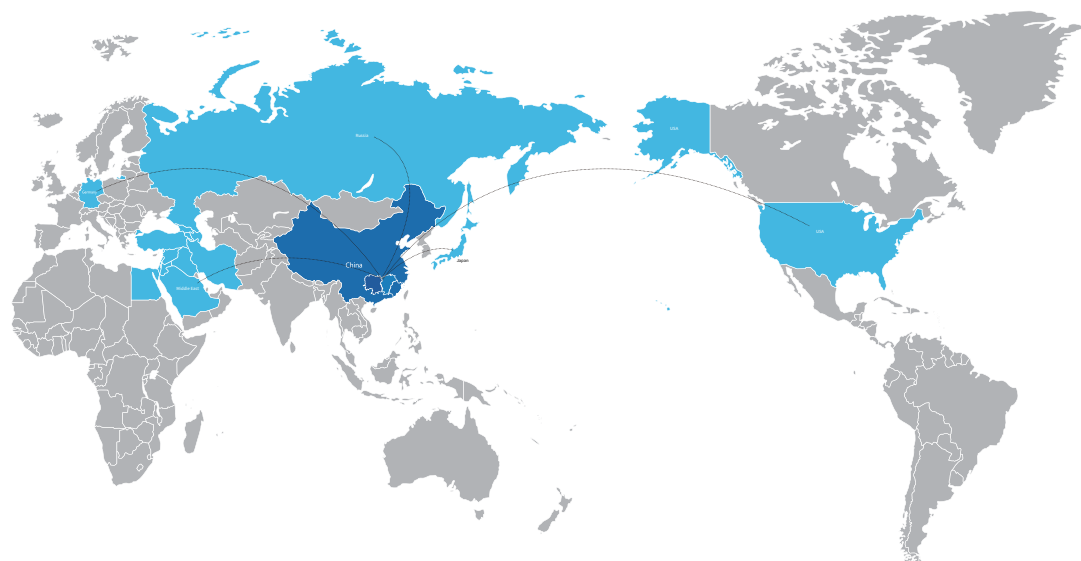 Russia
USA
Germany
USA
Japan
China
Middle East